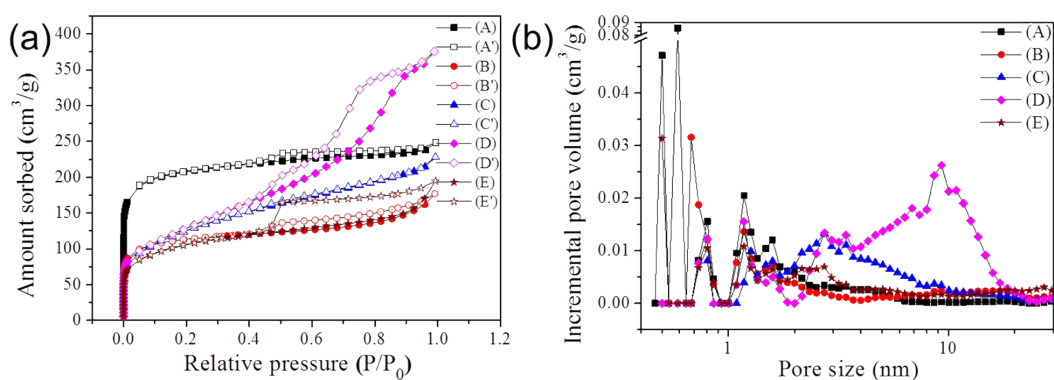 (a)
400
350
300
250
200
150
100
50
0
Amount sorbed (cm³/g)
0.0 0.2 0.4 0.6 0.8 1.0
Relative pressure (P/P₀)
(A)
(A')
(B)
(B')
(C)
(C')
(D)
(D')
(E)
(E')
(b)
0.09
0.08
0.04
0.03
0.02
0.01
0.00
Incremental pore volume (cm³/g)
1 10
Pore size (nm)
(A)
(B)
(C)
(D)
(E)